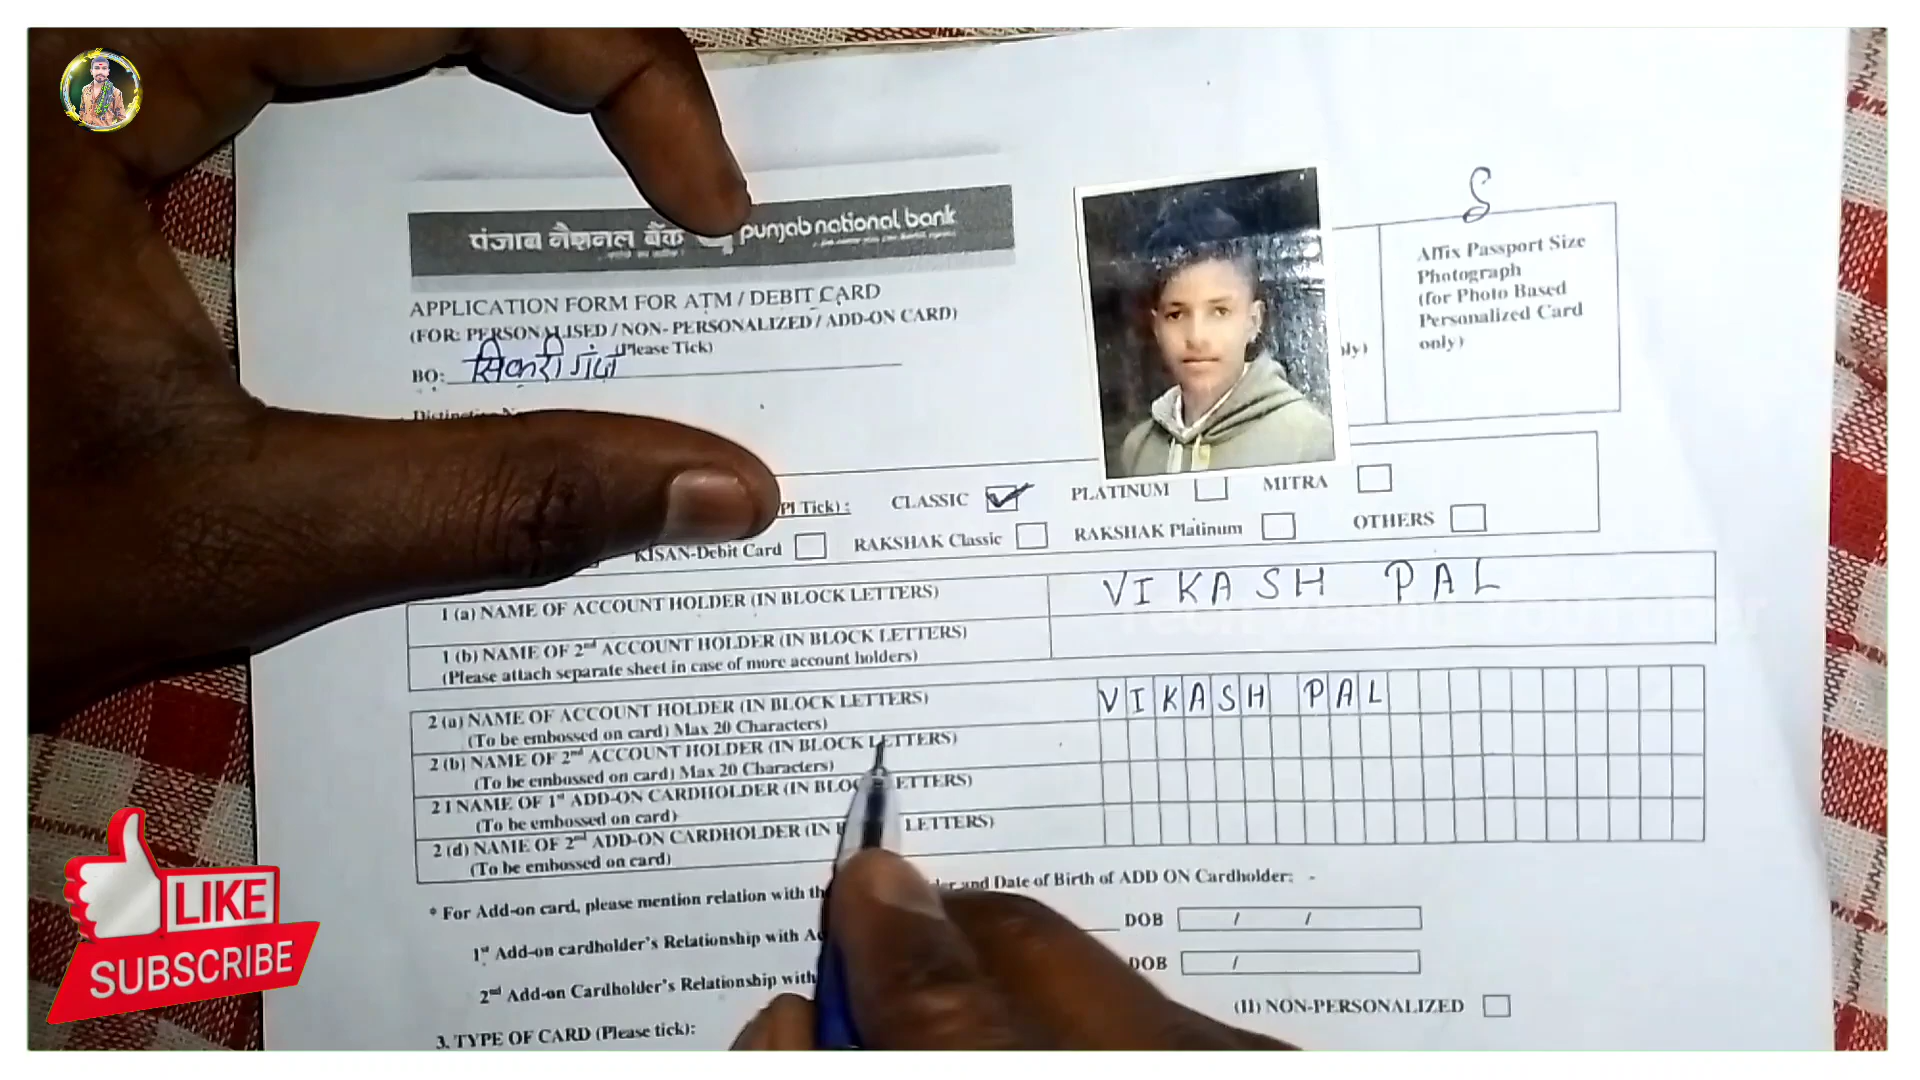 पंजाब नैशनल बैंक punjab national bank
APPLICATION FORM FOR ATM / DEBIT CARD
(FOR: PERSONALISED / NON- PERSONALIZED / ADD-ON CARD)
(Please Tick)
BO: सिकरीगंज
Affix Passport Size
Photograph
(for Photo Based
Personalized Card
only)
Pl Tick) : CLASSIC PLATINUM MITRA
KISAN-Debit Card RAKSHAK Classic RAKSHAK Platinum OTHERS
1 (a) NAME OF ACCOUNT HOLDER (IN BLOCK LETTERS) VIKASH PAL
1 (b) NAME OF 2nd ACCOUNT HOLDER (IN BLOCK LETTERS)
(Please attach separate sheet in case of more account holders)
2 (a) NAME OF ACCOUNT HOLDER (IN BLOCK LETTERS) VIKASH PAL
(To be embossed on card) Max 20 Characters)
2 (b) NAME OF 2nd ACCOUNT HOLDER (IN BLOCK LETTERS)
(To be embossed on card) Max 20 Characters)
2 I NAME OF 1st ADD-ON CARDHOLDER (IN BLOCK LETTERS)
(To be embossed on card)
2 (d) NAME OF 2nd ADD-ON CARDHOLDER (IN LETTERS)
(To be embossed on card)
* For Add-on card, please mention relation with and Date of Birth of ADD ON Cardholder: -
1st Add-on cardholder's Relationship with DOB / /
2nd Add-on Cardholder's Relationship with DOB /
(II) NON-PERSONALIZED
3. TYPE OF CARD (Please tick):
LIKE
SUBSCRIBE